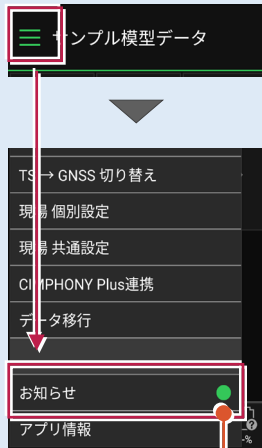 サンプル模型データ
TS → GNSS 切り替え
現場 個別設定
現場 共通設定
CIMPHONY Plus連携
データ移行
お知らせ
アプリ情報
-%